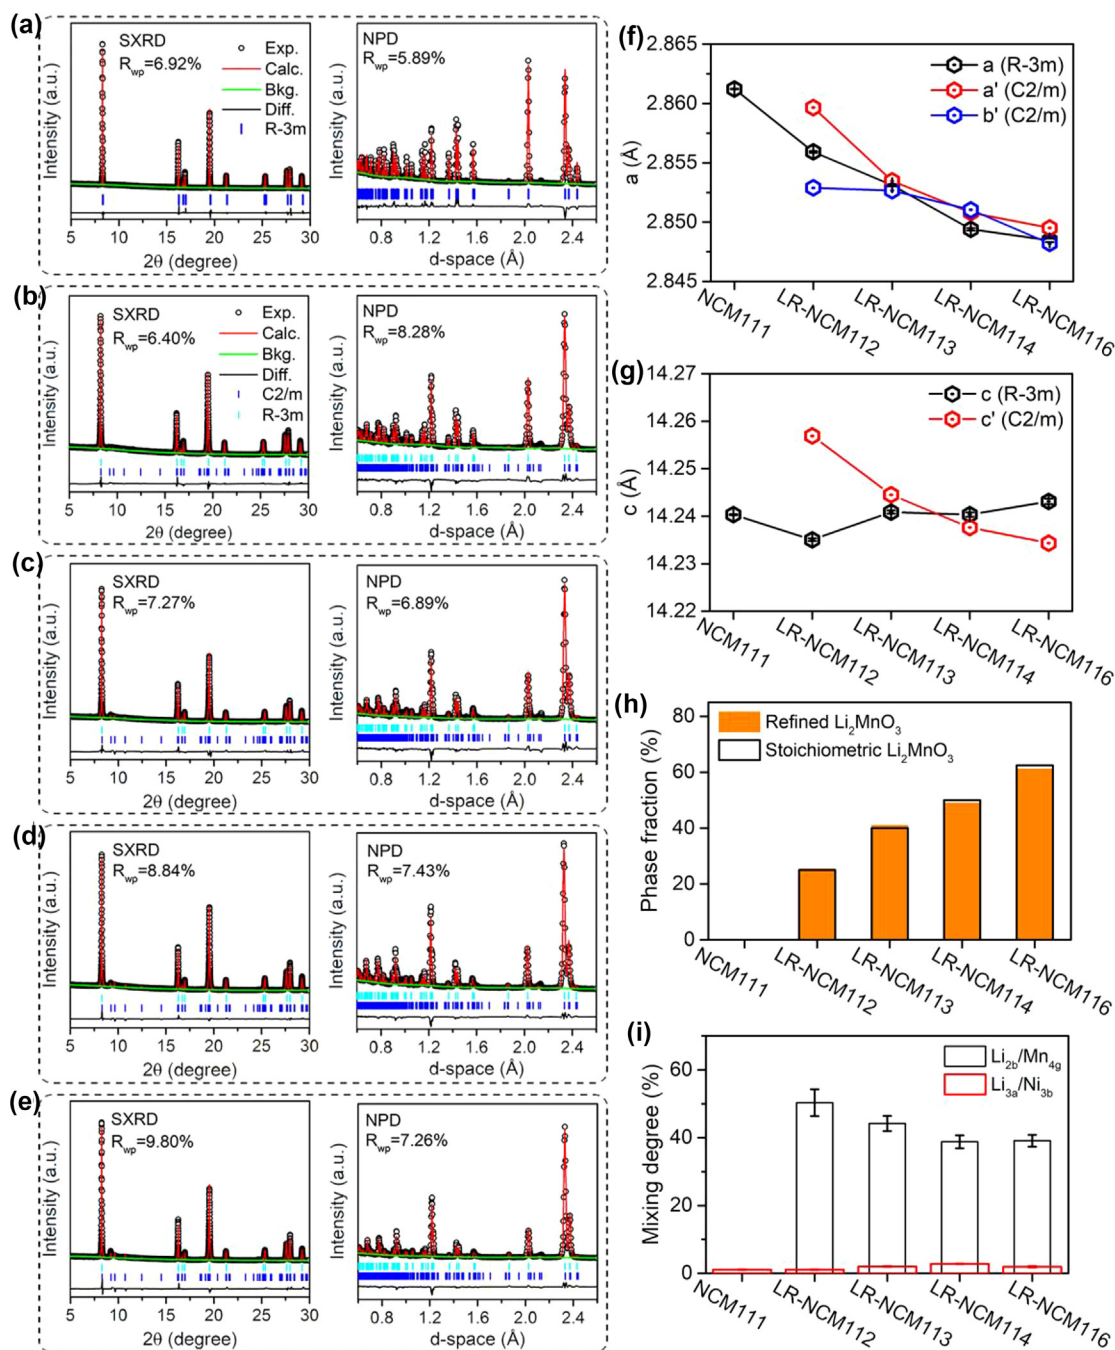 (a)
SXRD
Rwp=6.92%
Exp.
Calc.
Bkg.
Diff.
R-3m
Intensity (a.u.)
5 10 15 20 25 30
2θ (degree)
NPD
Rwp=5.89%
Intensity (a.u.)
0.8 1.2 1.6 2.0 2.4
d-space (Å)
(b)
SXRD
Rwp=6.40%
Exp.
Calc.
Bkg.
Diff.
C2/m
R-3m
Intensity (a.u.)
5 10 15 20 25 30
2θ (degree)
NPD
Rwp=8.28%
Intensity (a.u.)
0.8 1.2 1.6 2.0 2.4
d-space (Å)
(c)
SXRD
Rwp=7.27%
Intensity (a.u.)
5 10 15 20 25 30
2θ (degree)
NPD
Rwp=6.89%
Intensity (a.u.)
0.8 1.2 1.6 2.0 2.4
d-space (Å)
(d)
SXRD
Rwp=8.84%
Intensity (a.u.)
5 10 15 20 25 30
2θ (degree)
NPD
Rwp=7.43%
Intensity (a.u.)
0.8 1.2 1.6 2.0 2.4
d-space (Å)
(e)
SXRD
Rwp=9.80%
Intensity (a.u.)
5 10 15 20 25 30
2θ (degree)
NPD
Rwp=7.26%
Intensity (a.u.)
0.8 1.2 1.6 2.0 2.4
d-space (Å)
(f)
2.865
2.860
2.855
2.850
2.845
a (Å)
a (R-3m)
a' (C2/m)
b' (C2/m)
NCM111
LR-NCM112
LR-NCM113
LR-NCM114
LR-NCM116
(g)
14.27
14.26
14.25
14.24
14.23
14.22
c (Å)
c (R-3m)
c' (C2/m)
NCM111
LR-NCM112
LR-NCM113
LR-NCM114
LR-NCM116
(h)
80
60
40
20
0
Phase fraction (%)
Refined Li₂MnO₃
Stoichiometric Li₂MnO₃
NCM111
LR-NCM112
LR-NCM113
LR-NCM114
LR-NCM116
(i)
60
40
20
0
Mixing degree (%)
Li2b/Mn4g
Li3a/Ni3b
NCM111
LR-NCM112
LR-NCM113
LR-NCM114
LR-NCM116